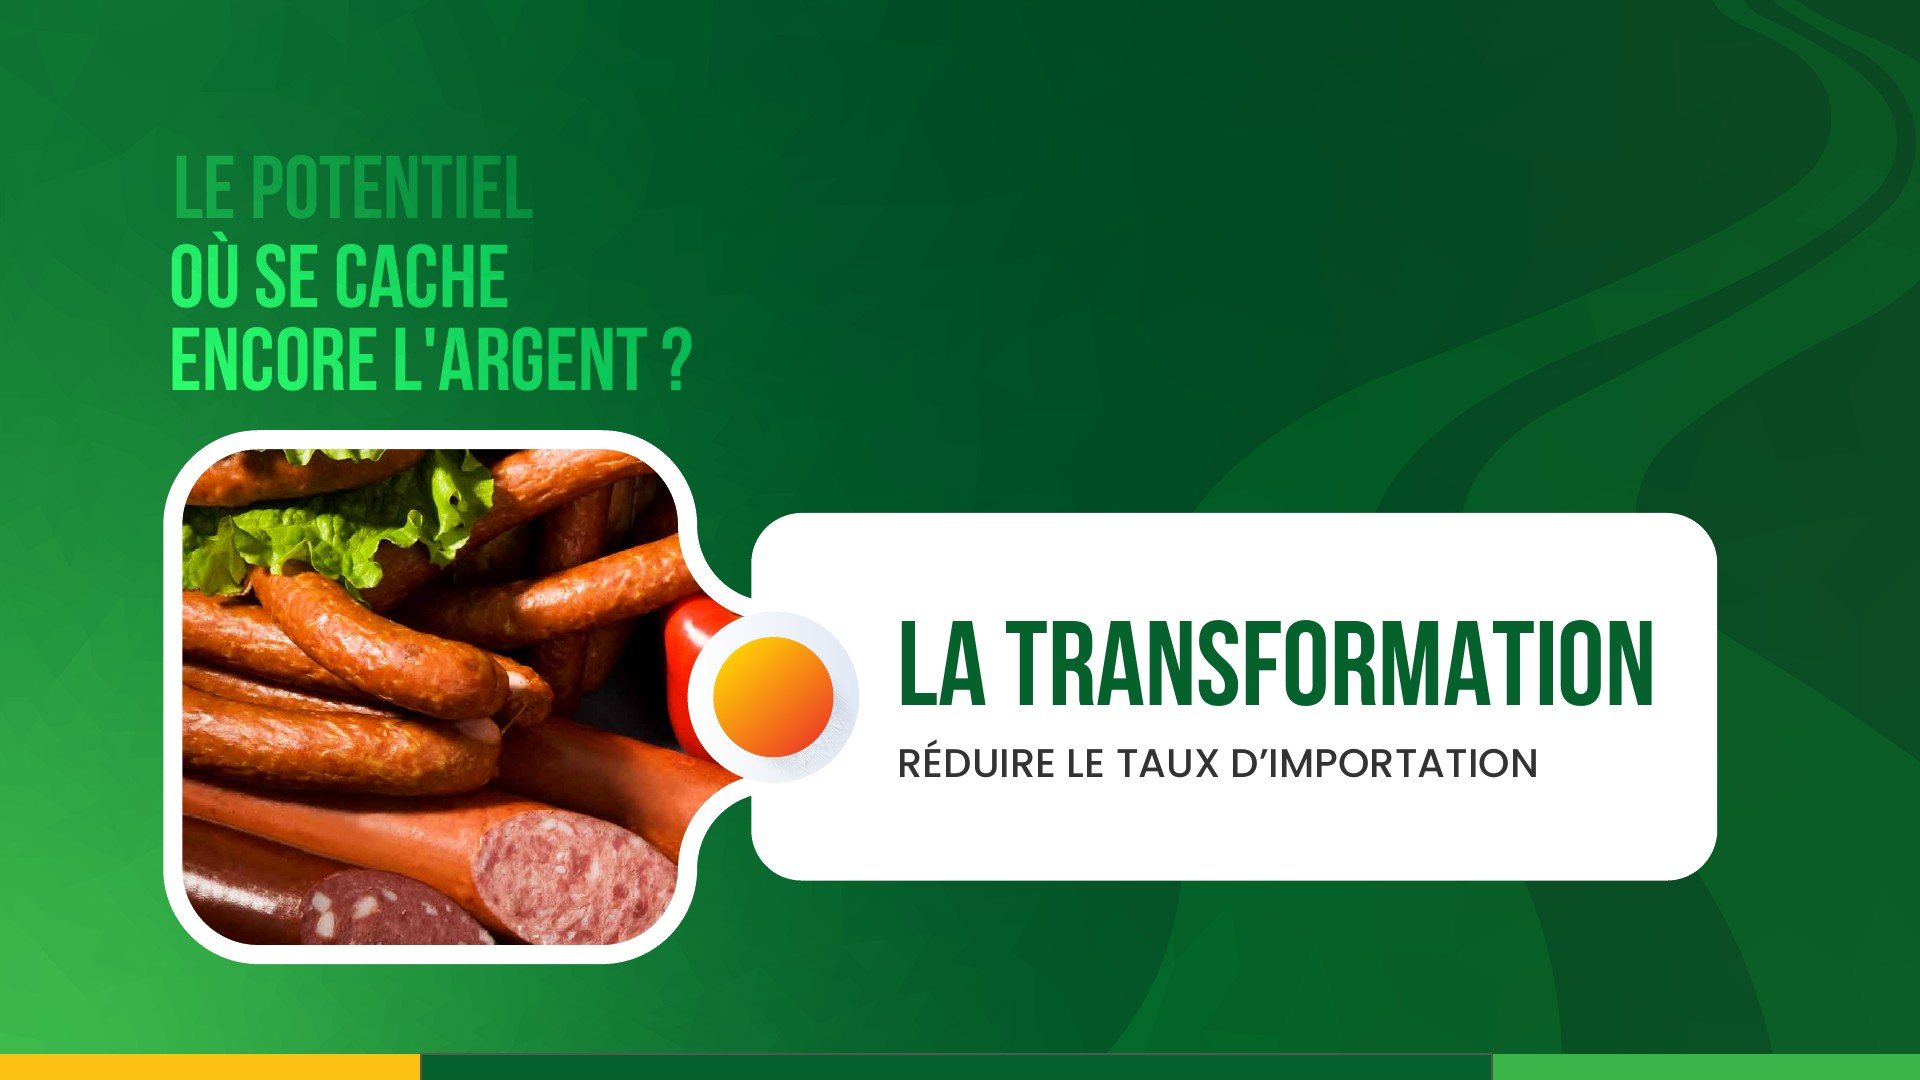 LE POTENTIEL
OÙ SE CACHE
ENCORE L'ARGENT ?
LA TRANSFORMATION
RÉDUIRE LE TAUX D’IMPORTATION